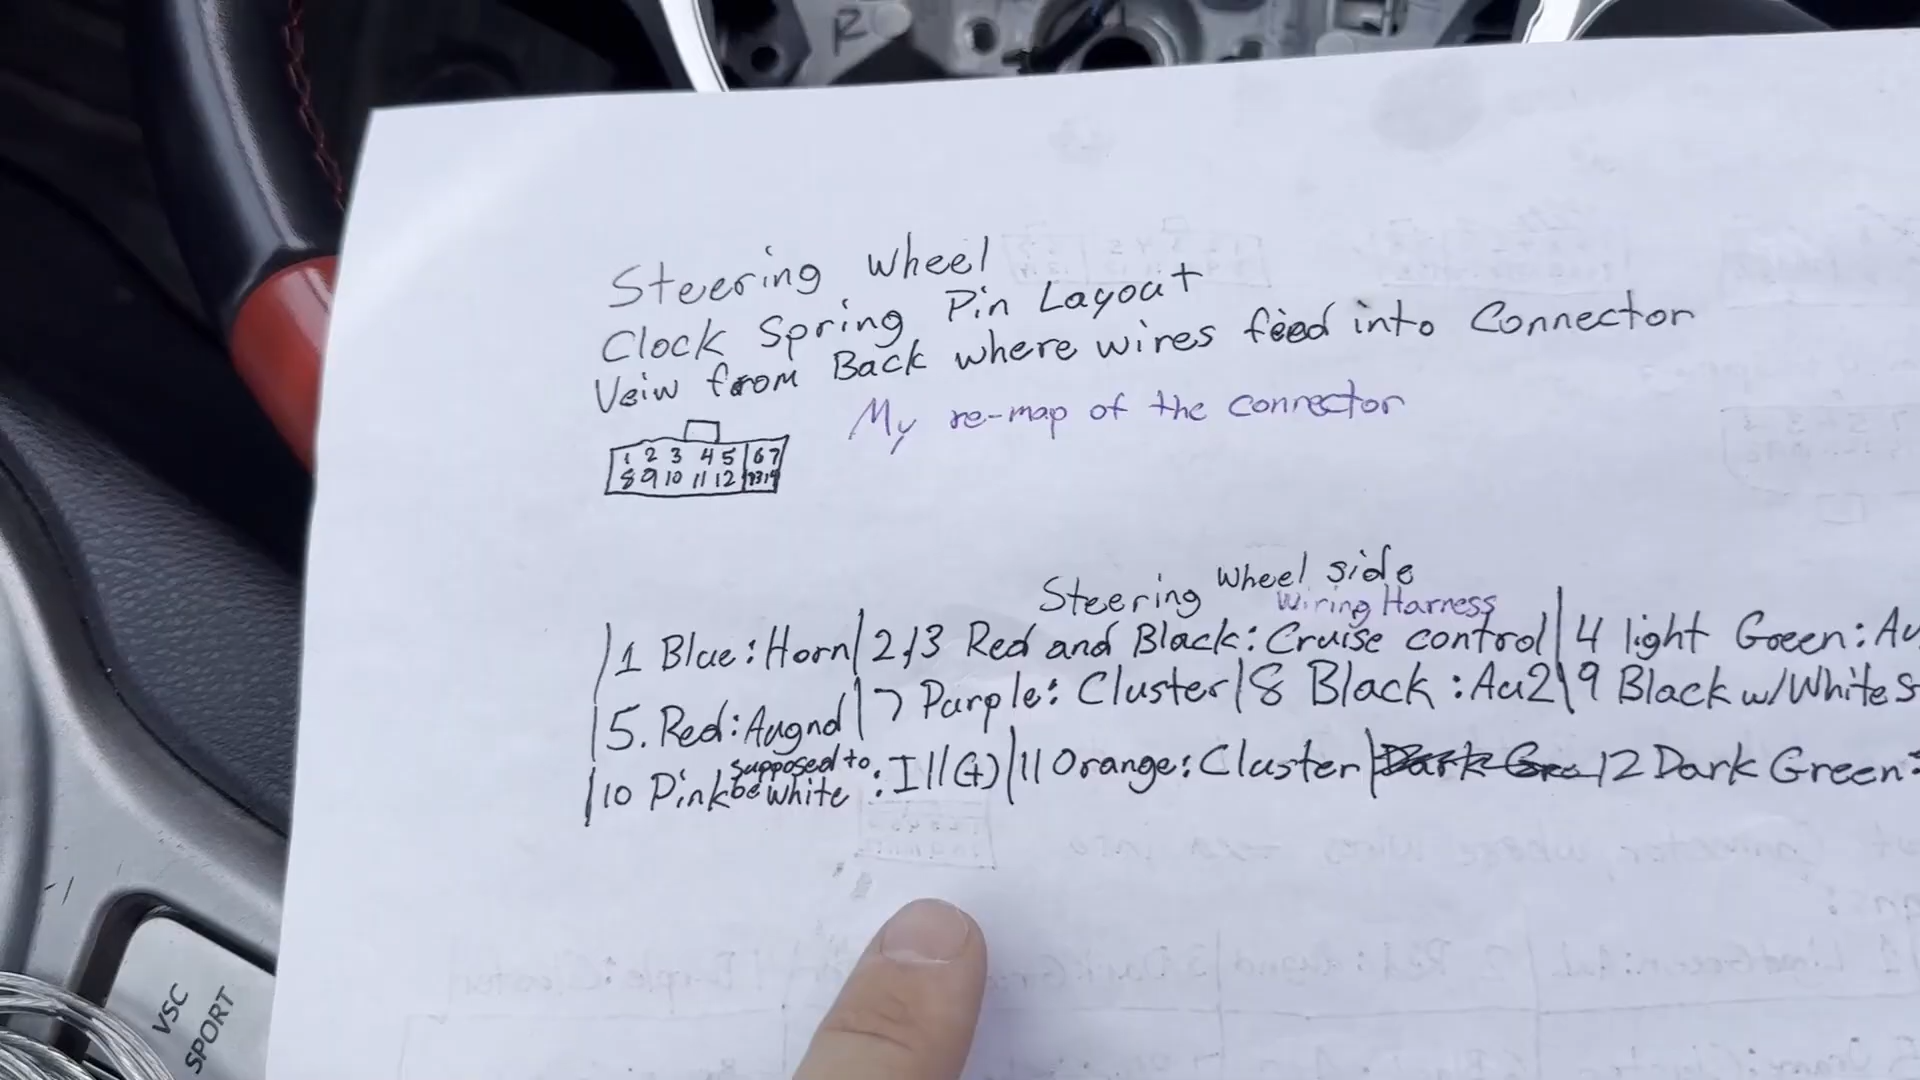 R
Steering Wheel
Clock Spring Pin Layout
Veiw from Back where wires feed into Connector
My re-map of the connector
1 2 3 4 5 6 7
8 9 10 11 12 13 14
Steering Wheel side
Wiring Harness
|1 Blue: Horn| 2,3 Red and Black: Cruise control| 4 light Green: Au
|5. Red: Augnd| 7 Purple: Cluster| 8 Black: Au2| 9 Black w/White S
|10 Pink supposed to be white: Ill(+)| 11 Orange: Cluster| 12 Dark Green:
VSC
SPORT